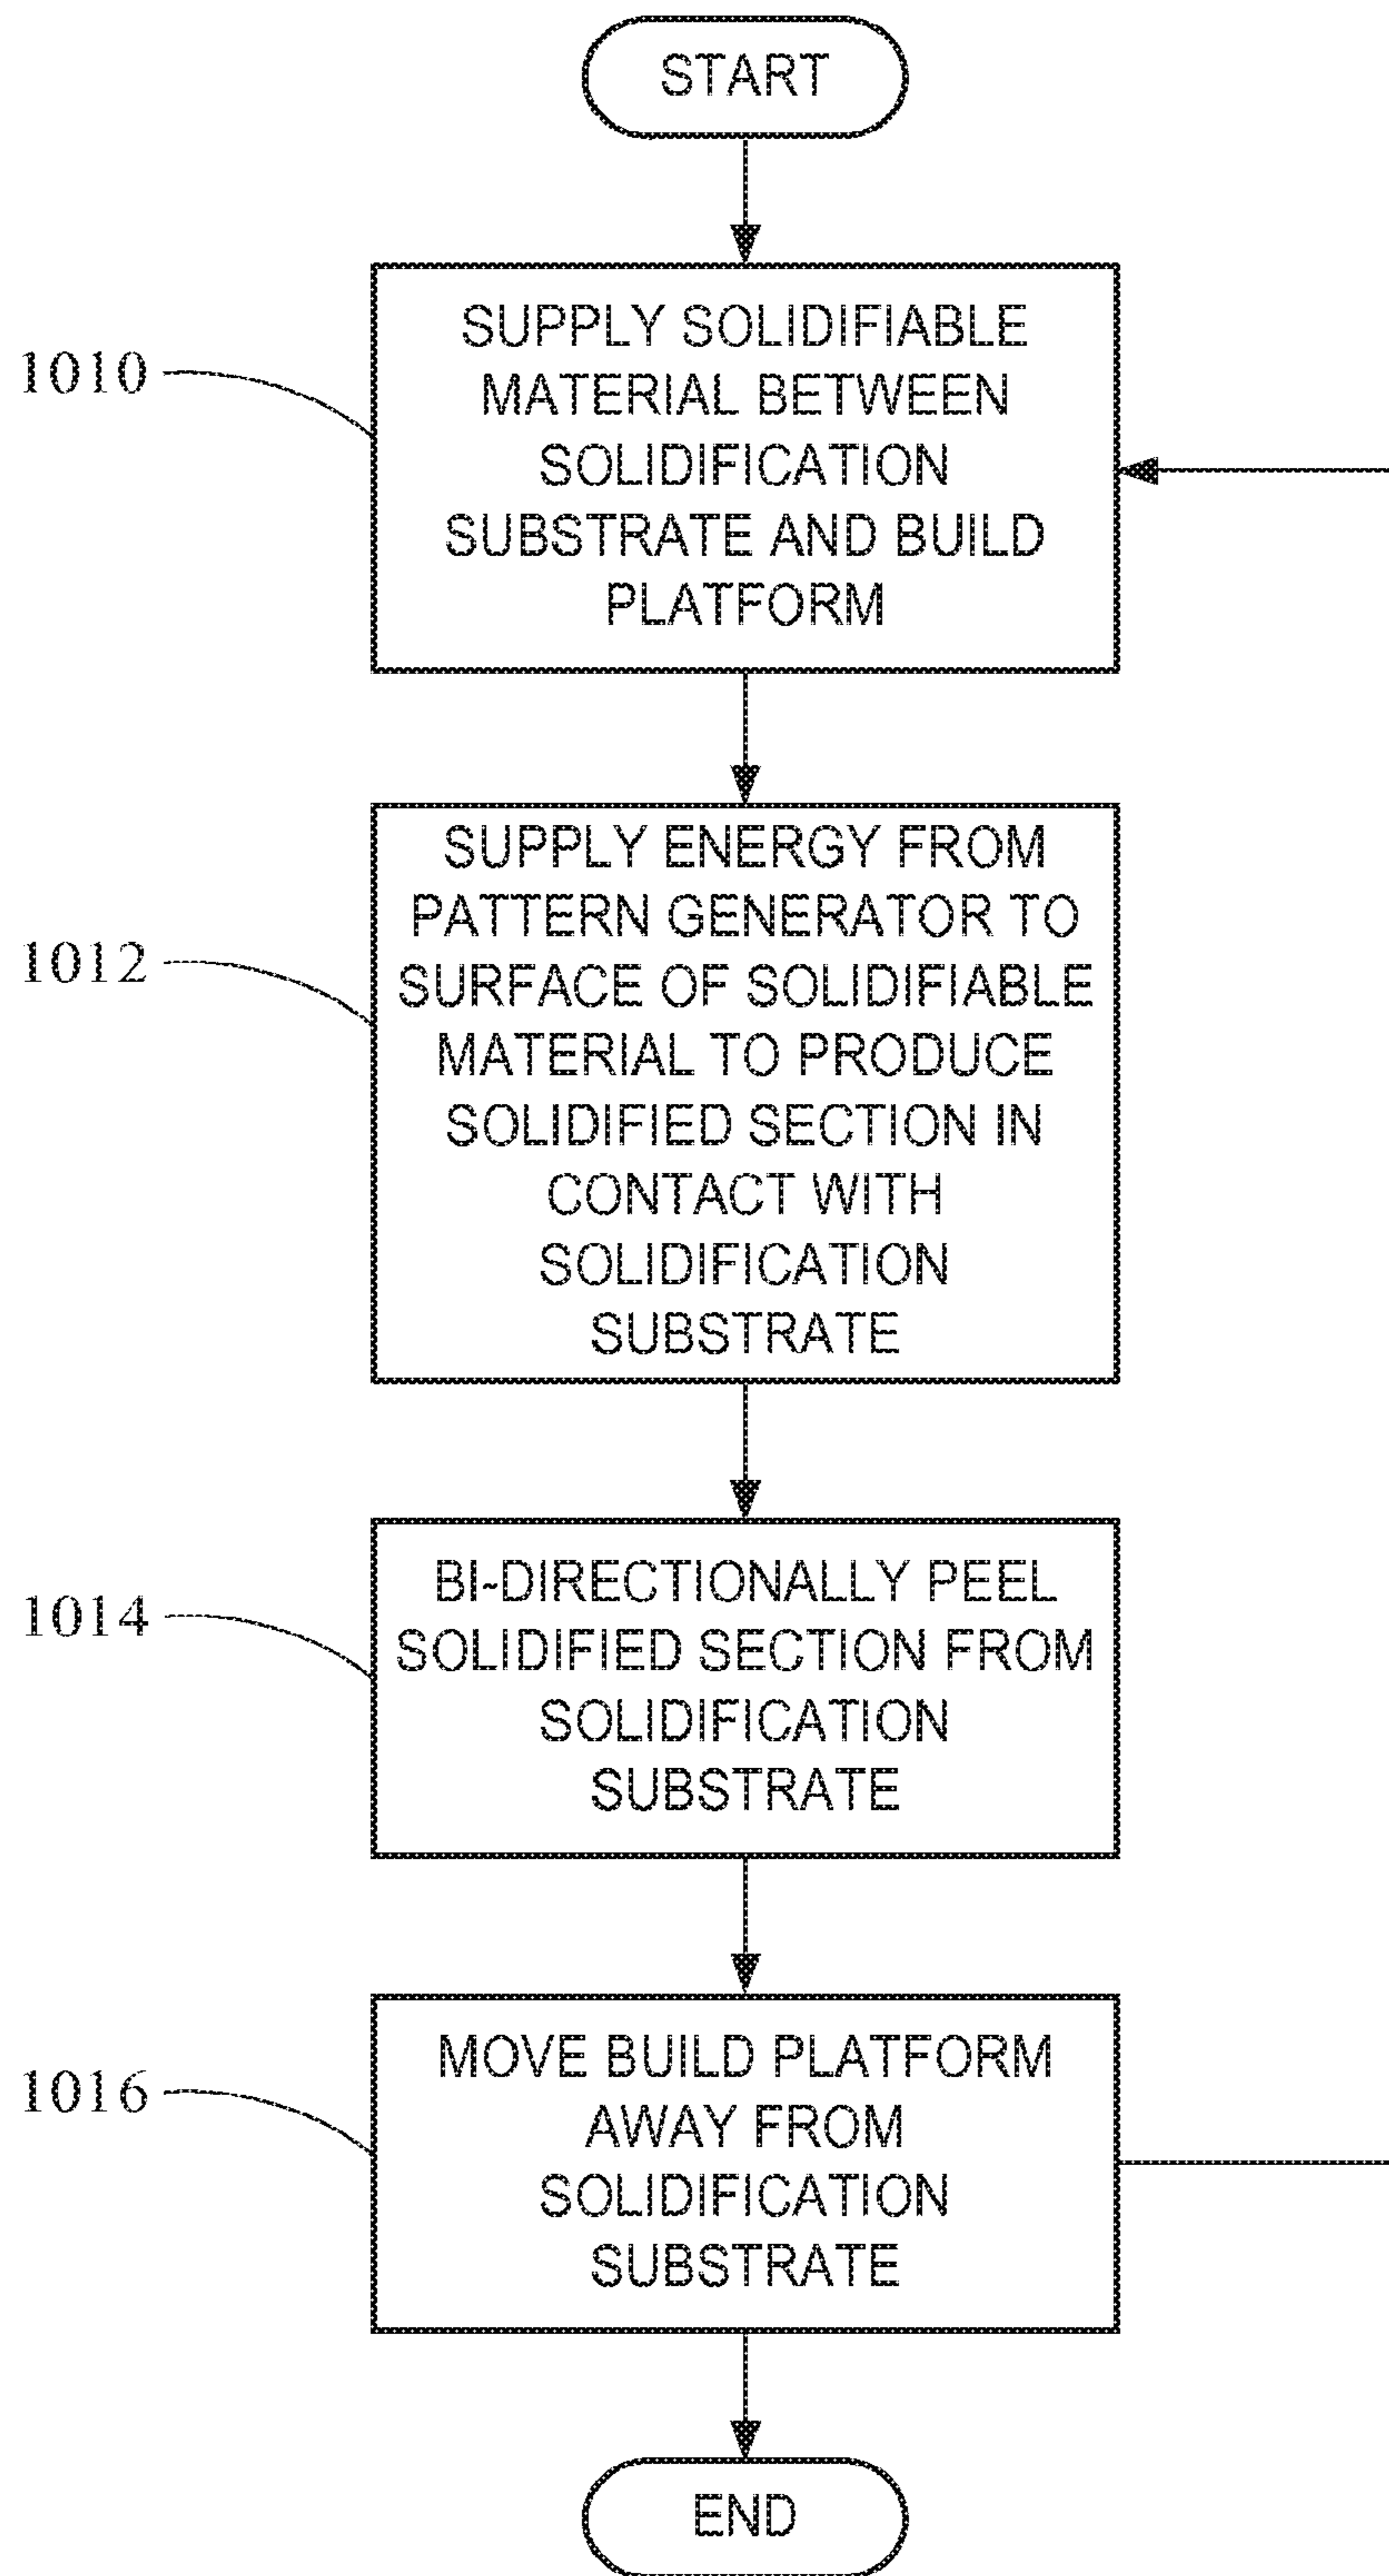 START
1010
SUPPLY SOLIDIFIABLE
MATERIAL BETWEEN
SOLIDIFICATION
SUBSTRATE AND BUILD
PLATFORM
1012
SUPPLY ENERGY FROM
PATTERN GENERATOR TO
SURFACE OF SOLIDIFIABLE
MATERIAL TO PRODUCE
SOLIDIFIED SECTION IN
CONTACT WITH
SOLIDIFICATION
SUBSTRATE
1014
BI-DIRECTIONALLY PEEL
SOLIDIFIED SECTION FROM
SOLIDIFICATION
SUBSTRATE
1016
MOVE BUILD PLATFORM
AWAY FROM
SOLIDIFICATION
SUBSTRATE
END